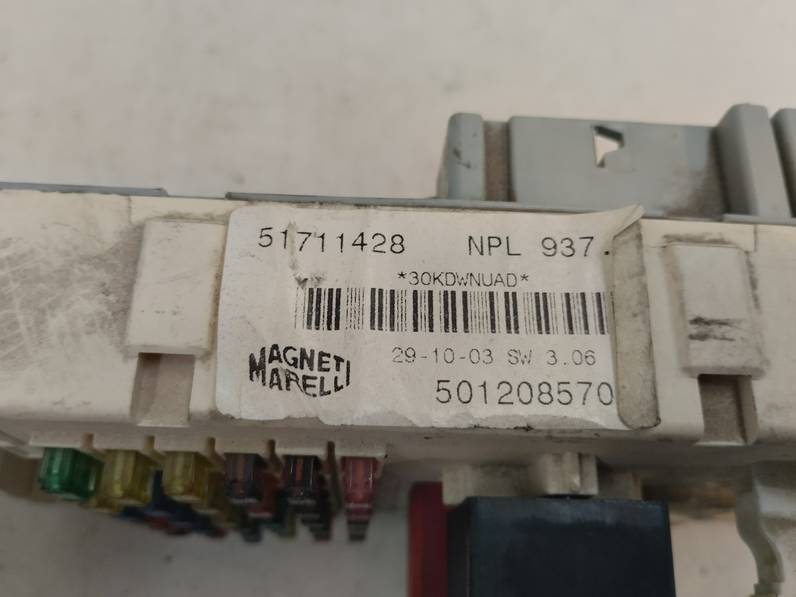 51711428 NPL 937
*30KDWNUAD*
29-10-03 SW 3.06
MAGNETI
MARELLI
501208570